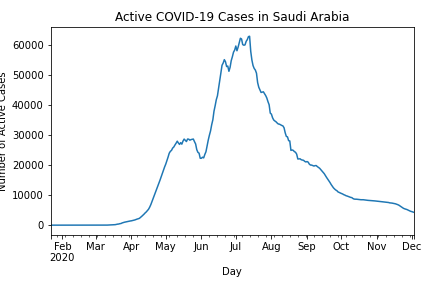 Active COVID-19 Cases in Saudi Arabia
Number of Active Cases
60000
50000
40000
30000
20000
10000
0
Feb Mar Apr May Jun Jul Aug Sep Oct Nov Dec
2020
Day